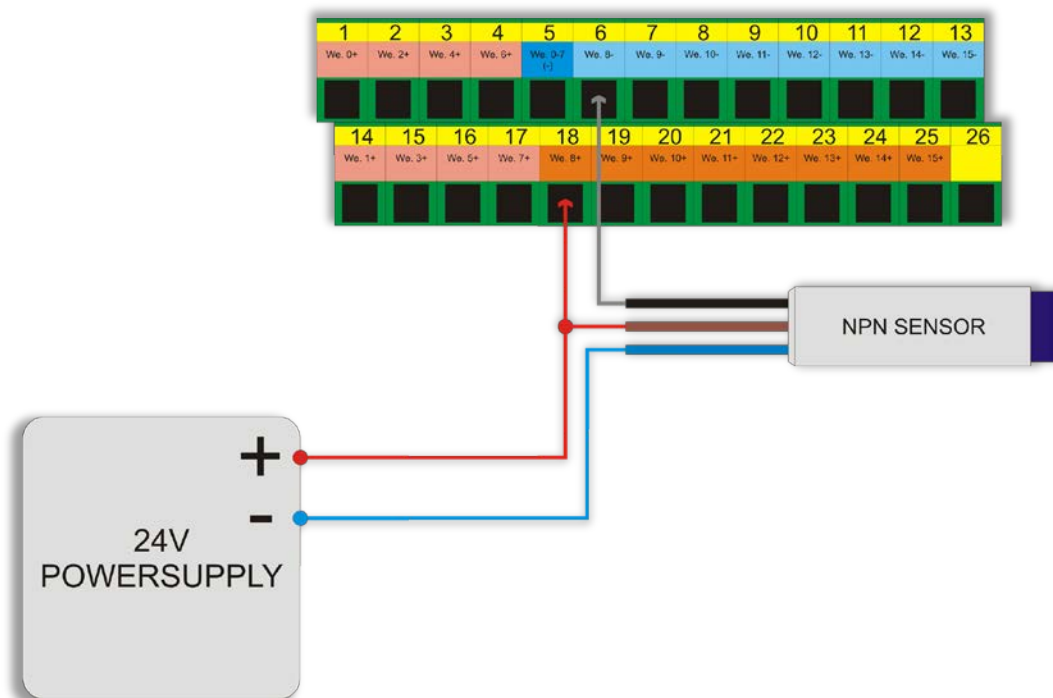 1 2 3 4 5 6 7 8 9 10 11 12 13
We. 0+ We. 2+ We. 4+ We. 6+ We. 0-7 We. 8- We. 9- We. 10- We. 11- We. 12- We. 13- We. 14- We. 15-
(-)
14 15 16 17 18 19 20 21 22 23 24 25 26
We. 1+ We. 3+ We. 5+ We. 7+ We. 8+ We. 9+ We. 10+ We. 11+ We. 12+ We. 13+ We. 14+ We. 15+
NPN SENSOR
+
-
24V
POWERSUPPLY